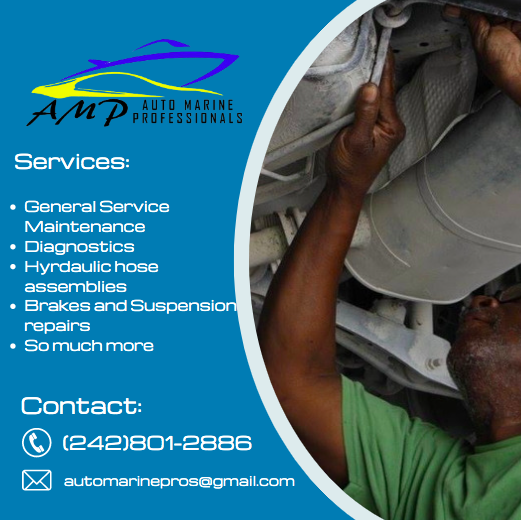 AMP AUTO MARINE
PROFESSIONALS
Services:
• General Service
Maintenance
• Diagnostics
• Hyrdaulic hose
assemblies
• Brakes and Suspension
repairs
• So much more
Contact:
(242)801-2886
automarinepros@gmail.com